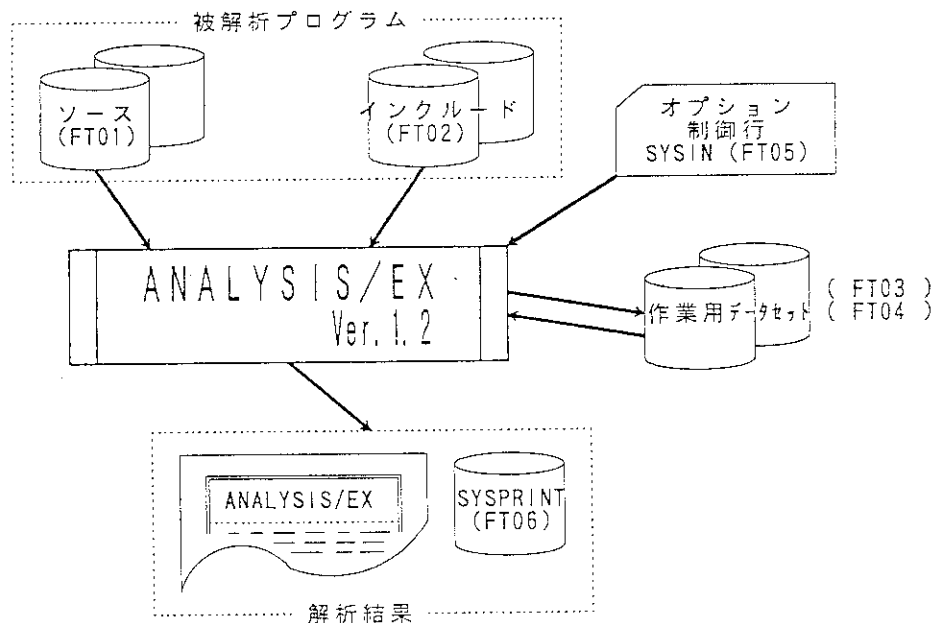 被解析プログラム
ソース
(FT01)
インクルード
(FT02)
オプション
制御行
SYSIN (FT05)
ANALYSIS/EX
Ver. 1. 2
作業用データセット
( FT03 )
( FT04 )
ANALYSIS/EX
SYSPRINT
(FT06)
解析結果